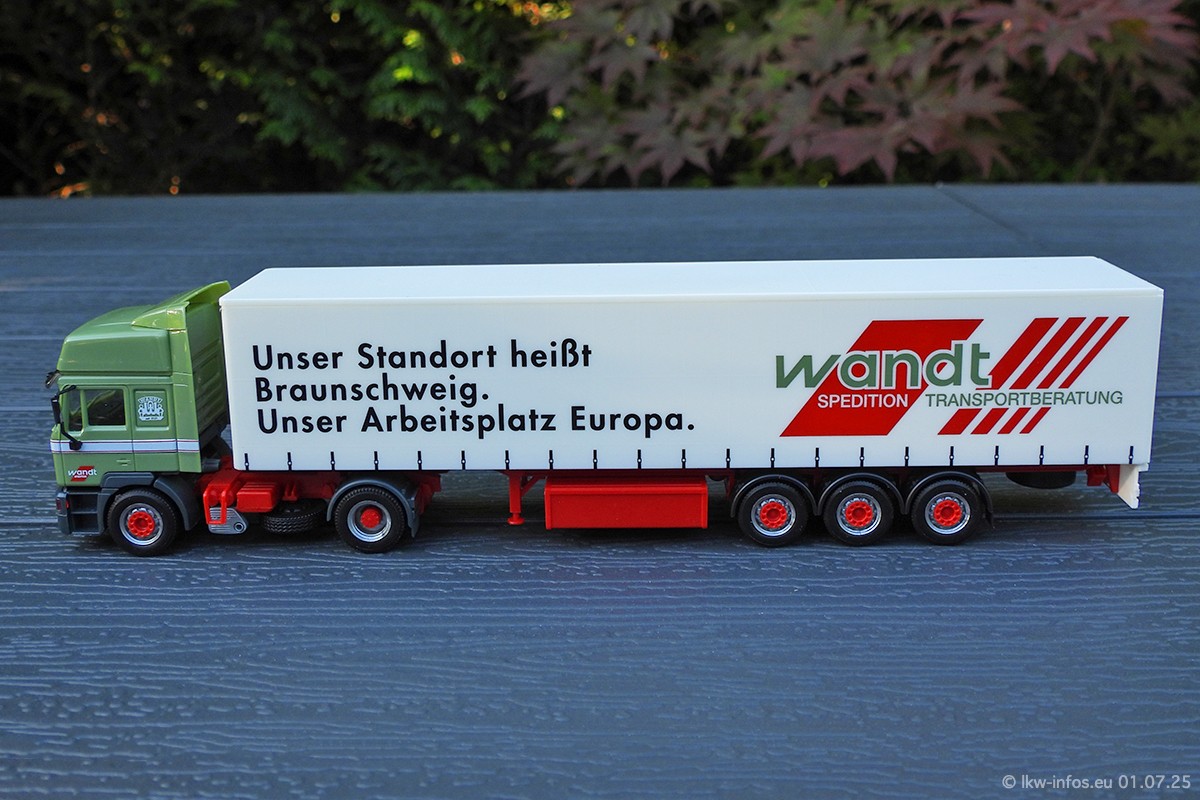 Unser Standort heißt
Braunschweig.
Unser Arbeitsplatz Europa.
wandt
SPEDITION TRANSPORTBERATUNG
wandt
© lkw-infos.eu 01.07.25